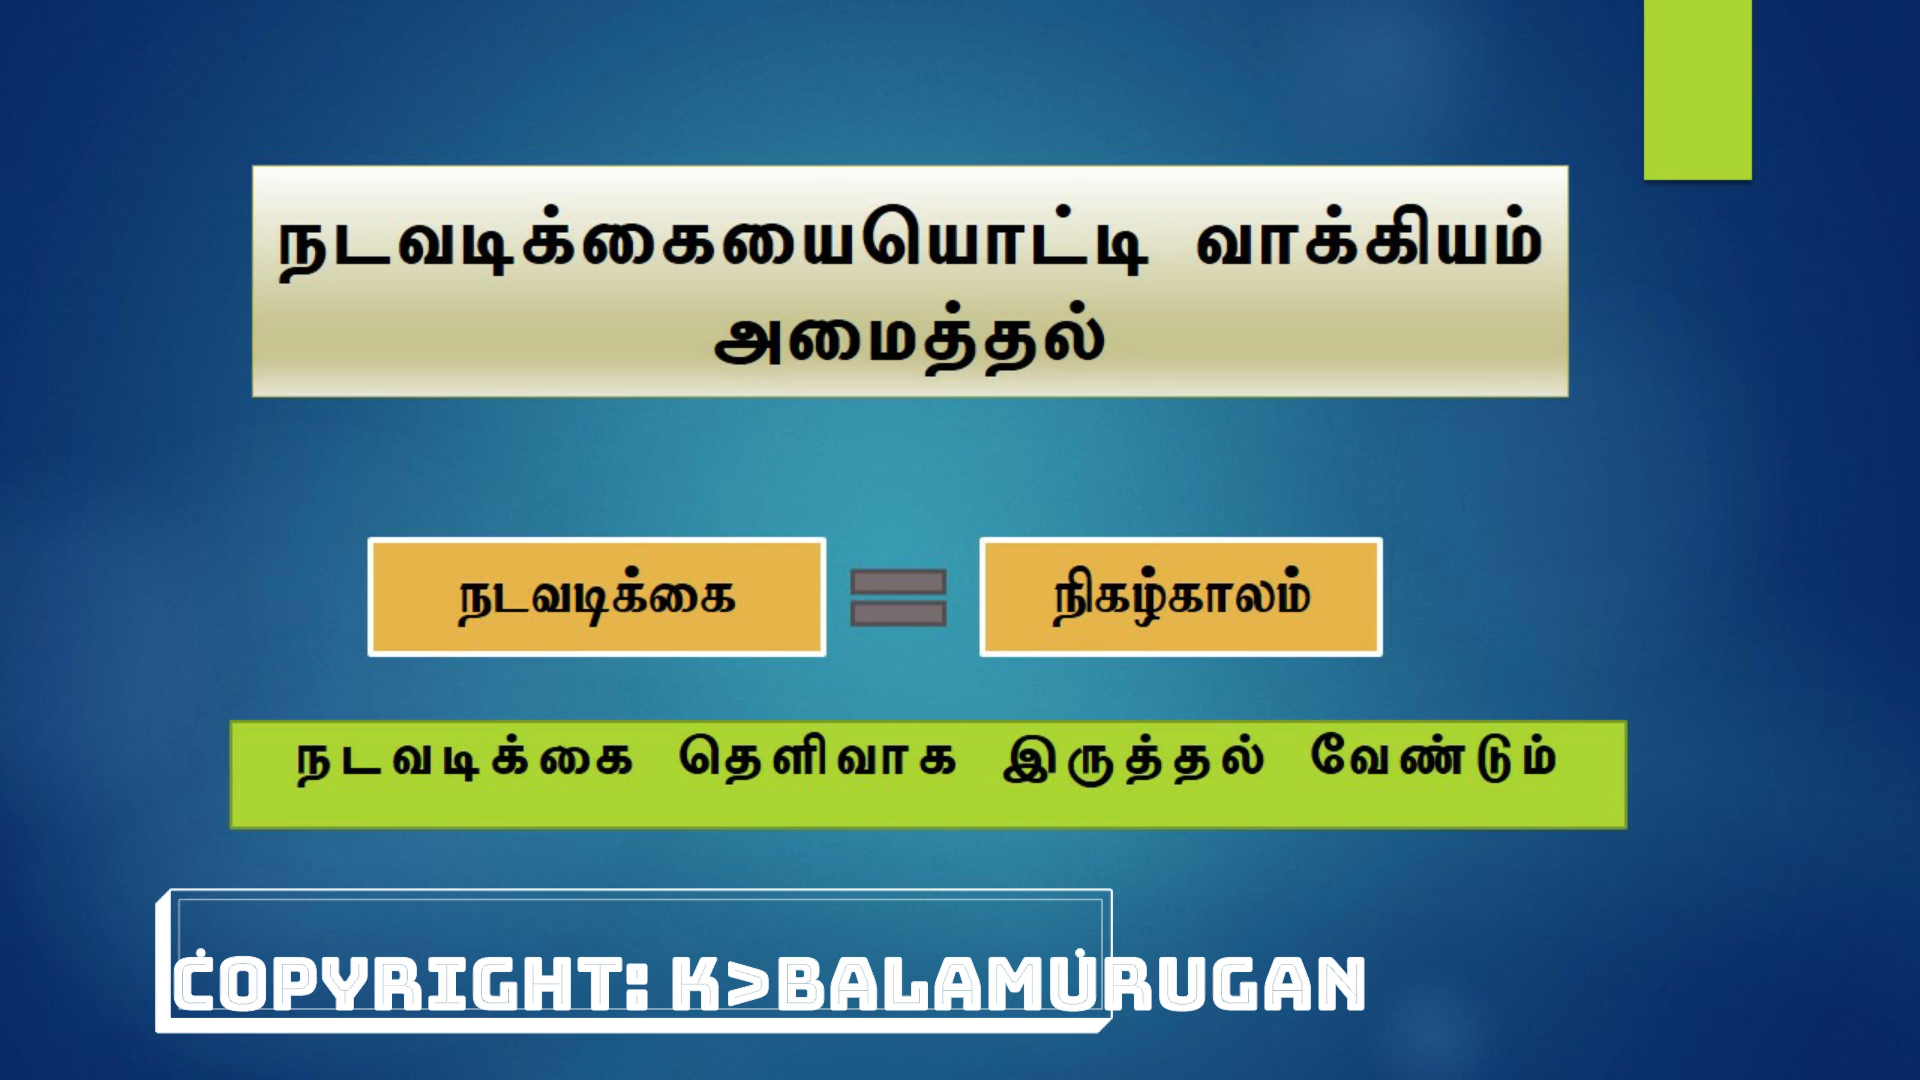 நடவடிக்கையையொட்டி வாக்கியம்
அமைத்தல்
நடவடிக்கை = நிகழ்காலம்
நடவடிக்கை தெளிவாக இருத்தல் வேண்டும்
COPYRIGHT: K>BALAMURUGAN